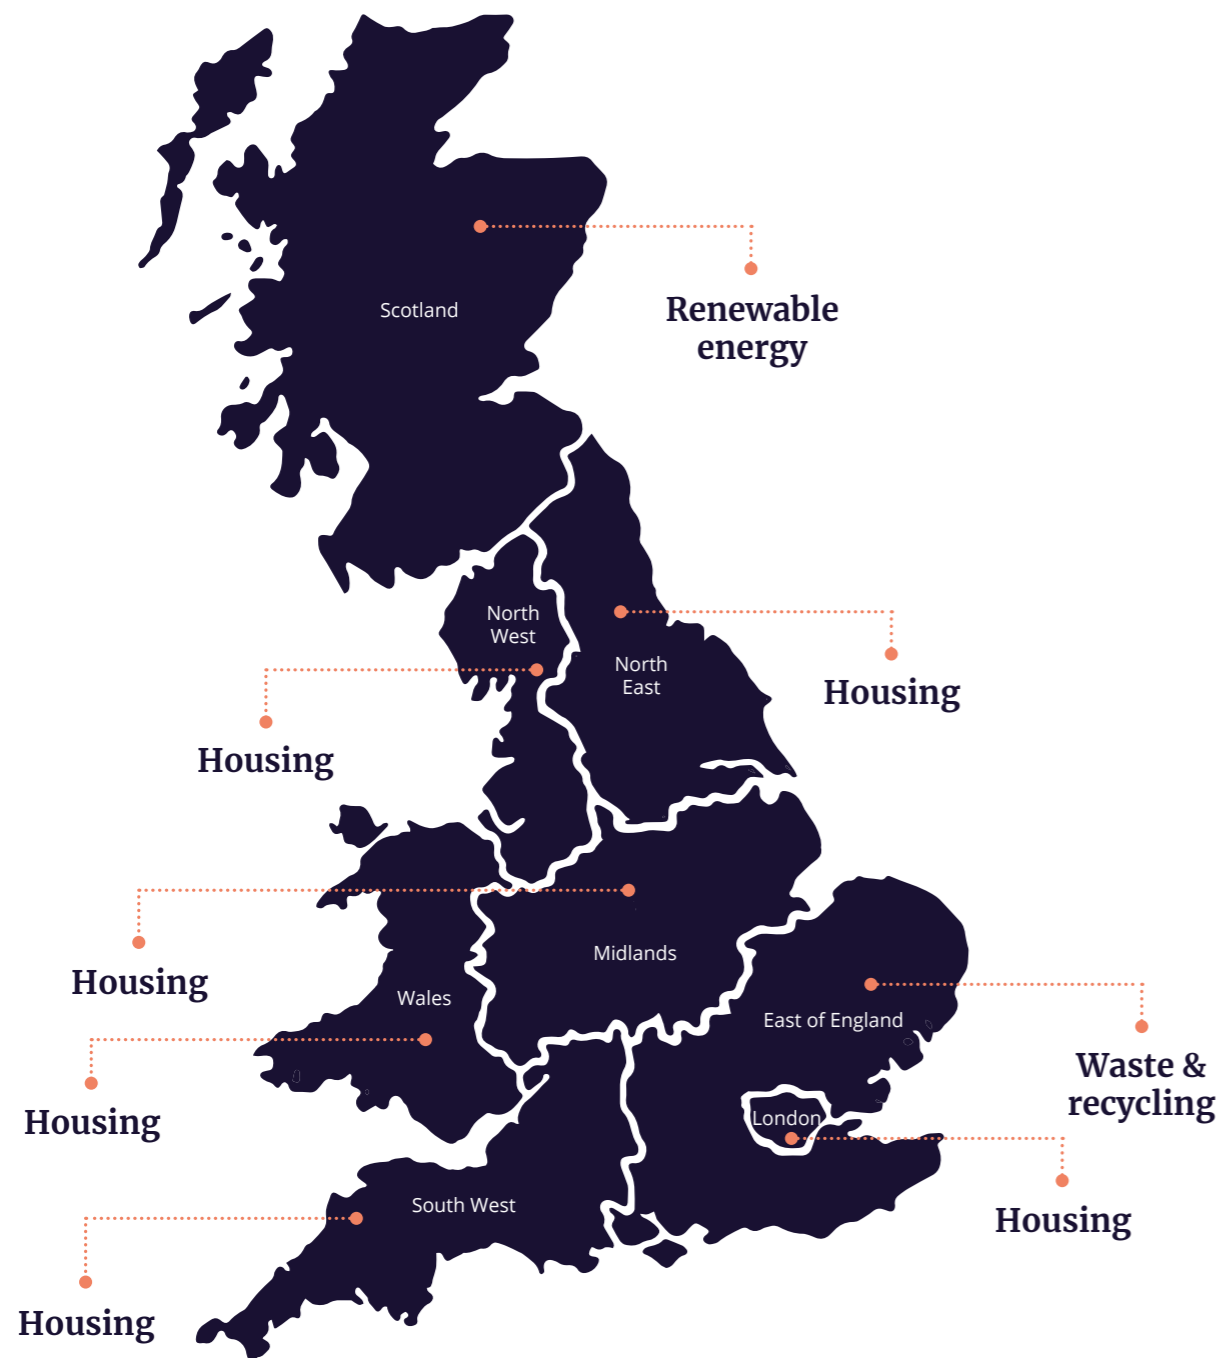 Scotland
Renewable
energy
North
West
North
East
Housing
Housing
Midlands
Housing
Wales
East of England
Waste &
recycling
Housing
London
Housing
South West
Housing